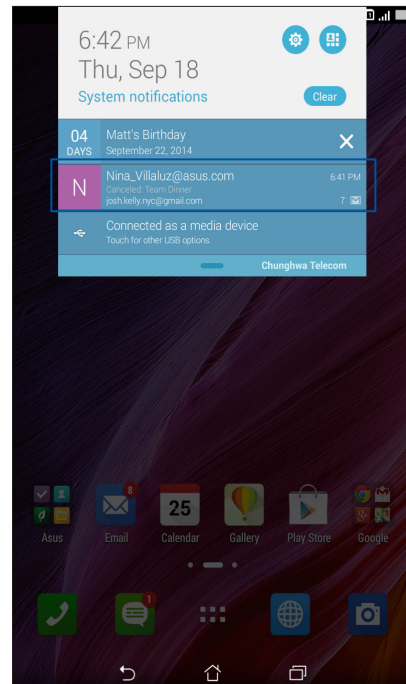 6:42 PM
Thu, Sep 18
System notifications
Clear
04 DAYS
Matt's Birthday
September 22, 2014
N
Nina_Villaluz@asus.com
6:41 PM
Canceled: Team Dinner
josh.kelly.nyc@gmail.com
7
Connected as a media device
Touch for other USB options.
Chunghwa Telecom
8
25
Asus
Email
Calendar
Gallery
Play Store
Google
1